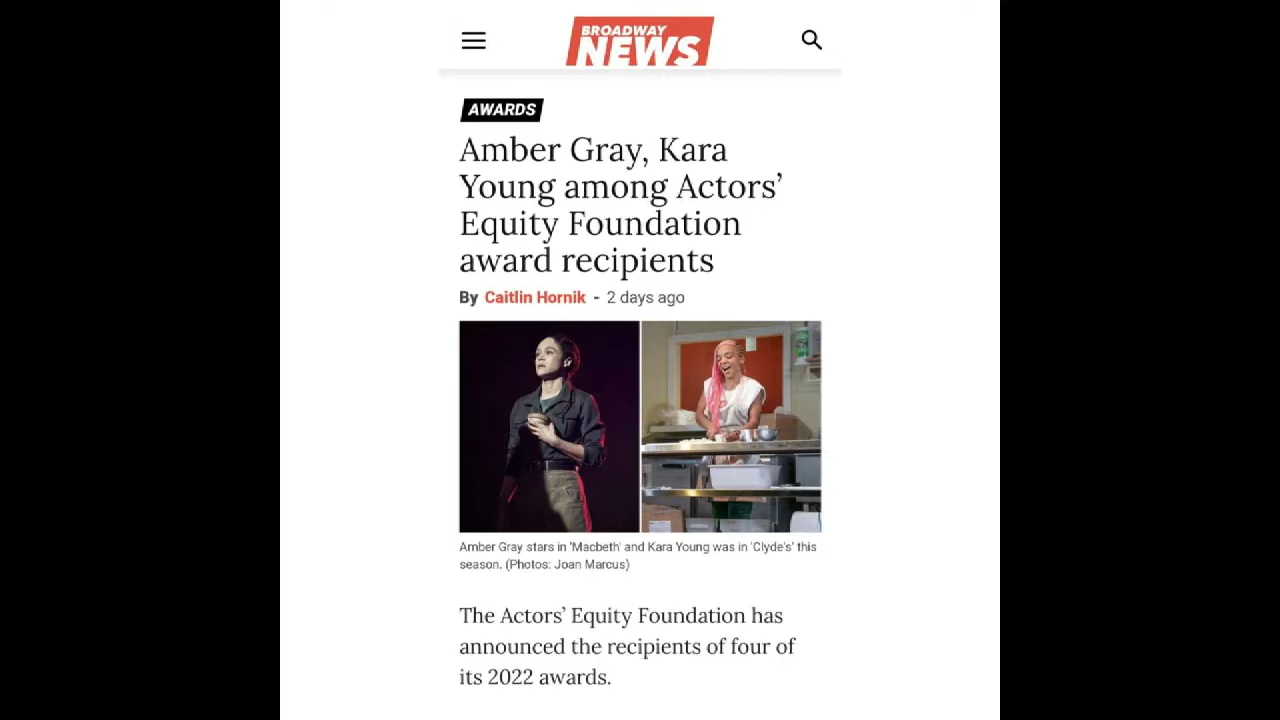 BROADWAY
NEWS
AWARDS
Amber Gray, Kara
Young among Actors’
Equity Foundation
award recipients
By Caitlin Hornik - 2 days ago
Amber Gray stars in 'Macbeth' and Kara Young was in 'Clyde's' this
season. (Photos: Joan Marcus)
The Actors’ Equity Foundation has
announced the recipients of four of
its 2022 awards.